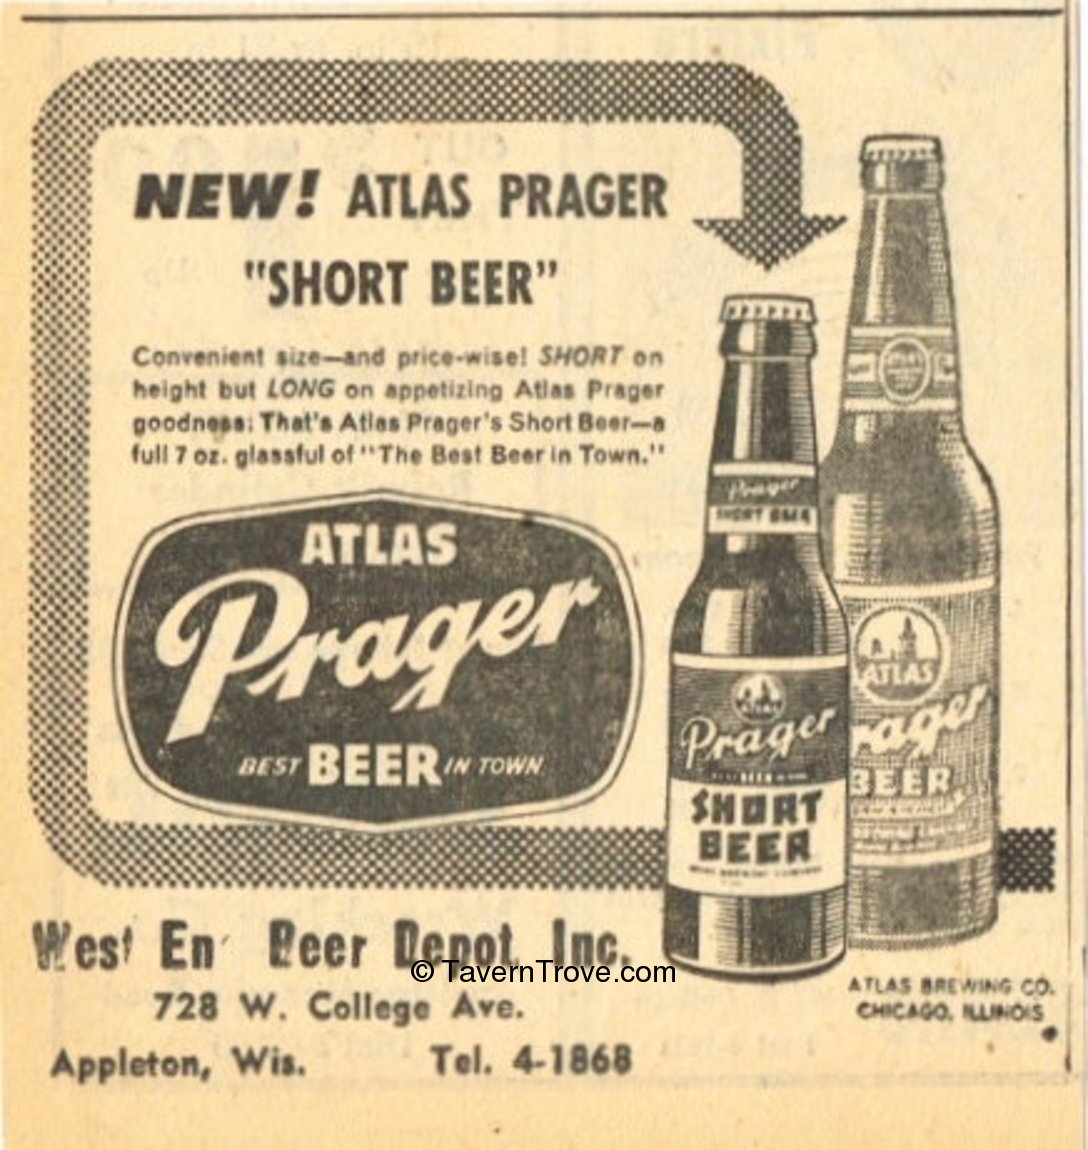 NEW! ATLAS PRAGER
"SHORT BEER"
Convenient size—and price-wise! SHORT on
height but LONG on appetizing Atlas Prager
goodness: That's Atlas Prager's Short Beer—a
full 7 oz. glassful of "The Best Beer in Town."
ATLAS
Prager
BEST BEER IN TOWN
Prager
SHORT BEER
ATLAS
Prager
BEER
SHORT
BEER
ATLAS
rager
BEER
West En Beer Depot, Inc.
© TavernTrove.com
728 W. College Ave.
Appleton, Wis. Tel. 4-1868
ATLAS BREWING CO.
CHICAGO, ILLINOIS